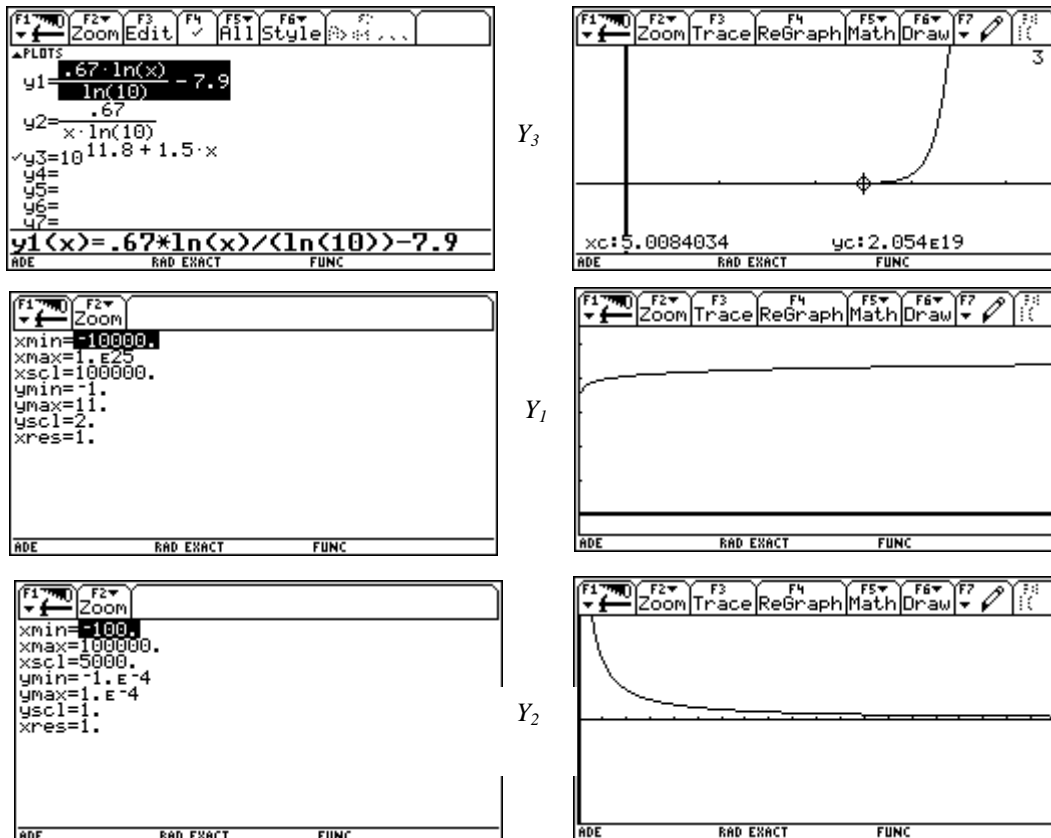 F1 F2 F3 F4 F5 F6 F7
Zoom Edit ✓ All Style
▲PLOTS
y1=.67·ln(x)/ln(10) - 7.9
y2=.67/x·ln(10)
✓y3=10^11.8 + 1.5·x
y4=
y5=
y6=
y7=
y1(x)=.67*ln(x)/(ln(10))-7.9
ADE RAD EXACT FUNC
Y3
F1 F2 F3 F4 F5 F6 F7
Zoom Trace ReGraph Math Draw
3
xc:5.0084034 yc:2.054E19
ADE RAD EXACT FUNC
F1 F2
Zoom
xmin=-10000.
xmax=1.E25
xscl=100000.
ymin=-1.
ymax=11.
yscl=2.
xres=1.
ADE RAD EXACT FUNC
Y1
F1 F2 F3 F4 F5 F6 F7
Zoom Trace ReGraph Math Draw
ADE RAD EXACT FUNC
F1 F2
Zoom
xmin=-100.
xmax=100000.
xscl=5000.
ymin=-1.E-4
ymax=1.E-4
yscl=1.
xres=1.
ADE RAD EXACT FUNC
Y2
F1 F2 F3 F4 F5 F6 F7
Zoom Trace ReGraph Math Draw
ADE RAD EXACT FUNC